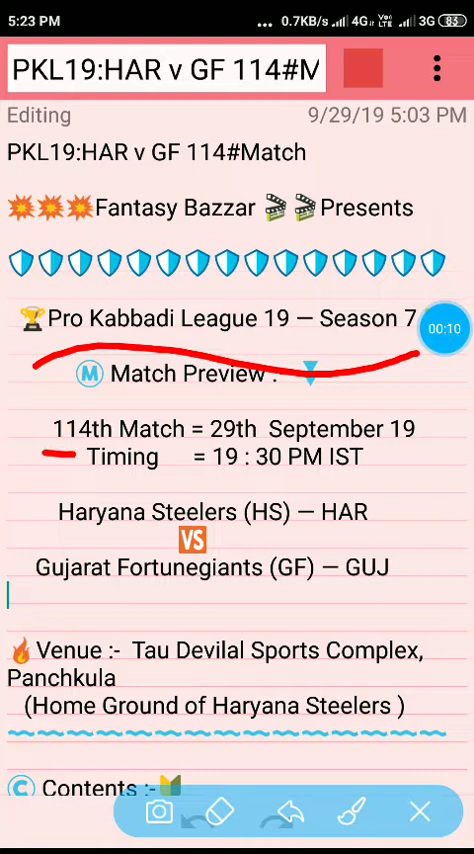 5:23 PM ... 0.7KB/s 4G Vo) LTE 3G 83
PKL19:HAR v GF 114#M
Editing 9/29/19 5:03 PM
PKL19:HAR v GF 114#Match
💥💥💥Fantasy Bazzar 🎬 🎬Presents
🛡🛡🛡🛡🛡🛡🛡🛡🛡🛡🛡🛡🛡🛡🛡
🏆Pro Kabbadi League 19 — Season 7
00:10
Ⓜ Match Preview :
114th Match = 29th September 19
Timing = 19 : 30 PM IST
Haryana Steelers (HS) — HAR
🆚
Gujarat Fortunegiants (GF) — GUJ
🔥Venue :- Tau Devilal Sports Complex,
Panchkula
(Home Ground of Haryana Steelers )
〰〰〰〰〰〰〰〰〰〰〰〰〰〰〰
© Contents :-🔰